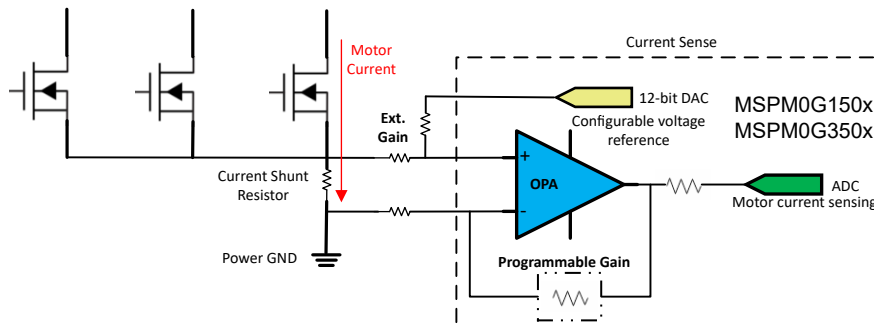 Current Sense
Motor
Current
12-bit DAC
Configurable voltage
reference
MSPM0G150x
MSPM0G350x
Ext.
Gain
+
OPA
-
Current Shunt
Resistor
ADC
Motor current sensing
Power GND
Programmable Gain